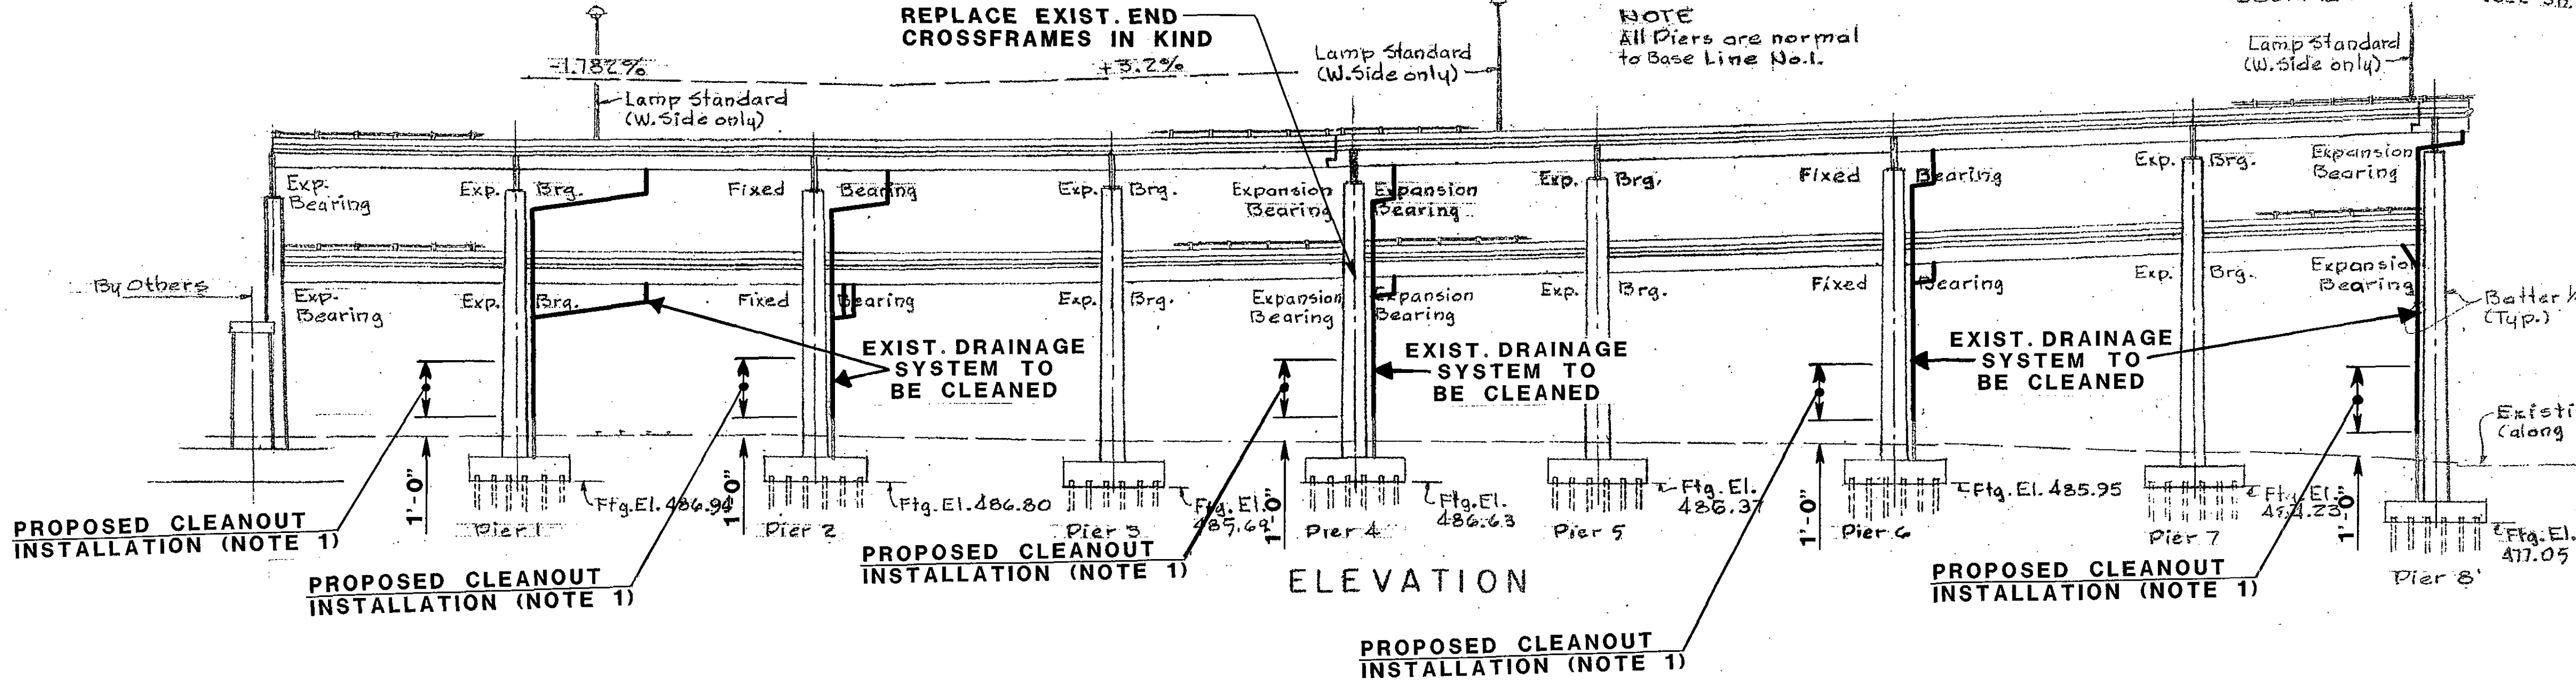 REPLACE EXIST. END
CROSSFRAMES IN KIND
NOTE
All Piers are normal
to Base Line No.1.
-1.782%
+3.2%
Lamp Standard
(W.Side only)
Lamp Standard
(W.Side only)
Lamp Standard
(W.Side only)
Exp.
Bearing
Exp. Brg.
Fixed Bearing
Exp. Brg.
Expansion
Bearing
Expansion
Bearing
Exp. Brg.
Fixed Bearing
Exp. Brg.
Expansion
Bearing
By Others
Exp.
Bearing
Exp. Brg.
Fixed Bearing
Exp. Brg.
Expansion
Bearing
Expansion
Bearing
Exp. Brg.
Fixed Bearing
Exp. Brg.
Expansion
Bearing
Batter
(Typ.)
EXIST. DRAINAGE
SYSTEM TO
BE CLEANED
EXIST. DRAINAGE
SYSTEM TO
BE CLEANED
EXIST. DRAINAGE
SYSTEM TO
BE CLEANED
(along
1'-0"
1'-0"
1'-0"
1'-0"
1'-0"
Ftg. El. 486.94
Ftg. El. 486.80
Ftg. El.
485.69
Ftg. El.
486.63
Ftg. El.
486.37
Ftg. El. 485.95
Ftg. El.
Ftg. El.
477.05
Pier 1
Pier 2
Pier 3
Pier 4
Pier 5
Pier 6
Pier 7
Pier 8
PROPOSED CLEANOUT
INSTALLATION (NOTE 1)
PROPOSED CLEANOUT
INSTALLATION (NOTE 1)
PROPOSED CLEANOUT
INSTALLATION (NOTE 1)
ELEVATION
PROPOSED CLEANOUT
INSTALLATION (NOTE 1)
PROPOSED CLEANOUT
INSTALLATION (NOTE 1)